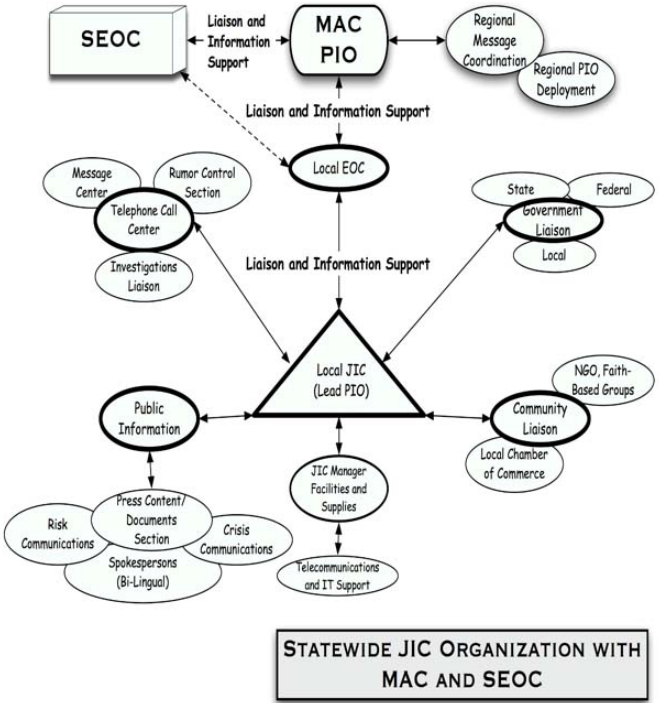 SEOC
Liaison and
Information
Support
MAC
PIO
Regional
Message
Coordination
Regional PIO
Deployment
Liaison and Information Support
Local EOC
Message
Center
Rumor Control
Section
Telephone Call
Center
Investigations
Liaison
State
Federal
Government
Liaison
Local
Liaison and Information Support
Local JIC
(Lead PIO)
Public
Information
NGO, Faith-
Based Groups
Community
Liaison
Local Chamber
of Commerce
JIC Manager
Facilities and
Supplies
Press Content/
Documents
Section
Risk
Communications
Crisis
Communications
Spokespersons
(Bi-Lingual)
Telecommunications
and IT Support
STATEWIDE JIC ORGANIZATION WITH
MAC AND SEOC